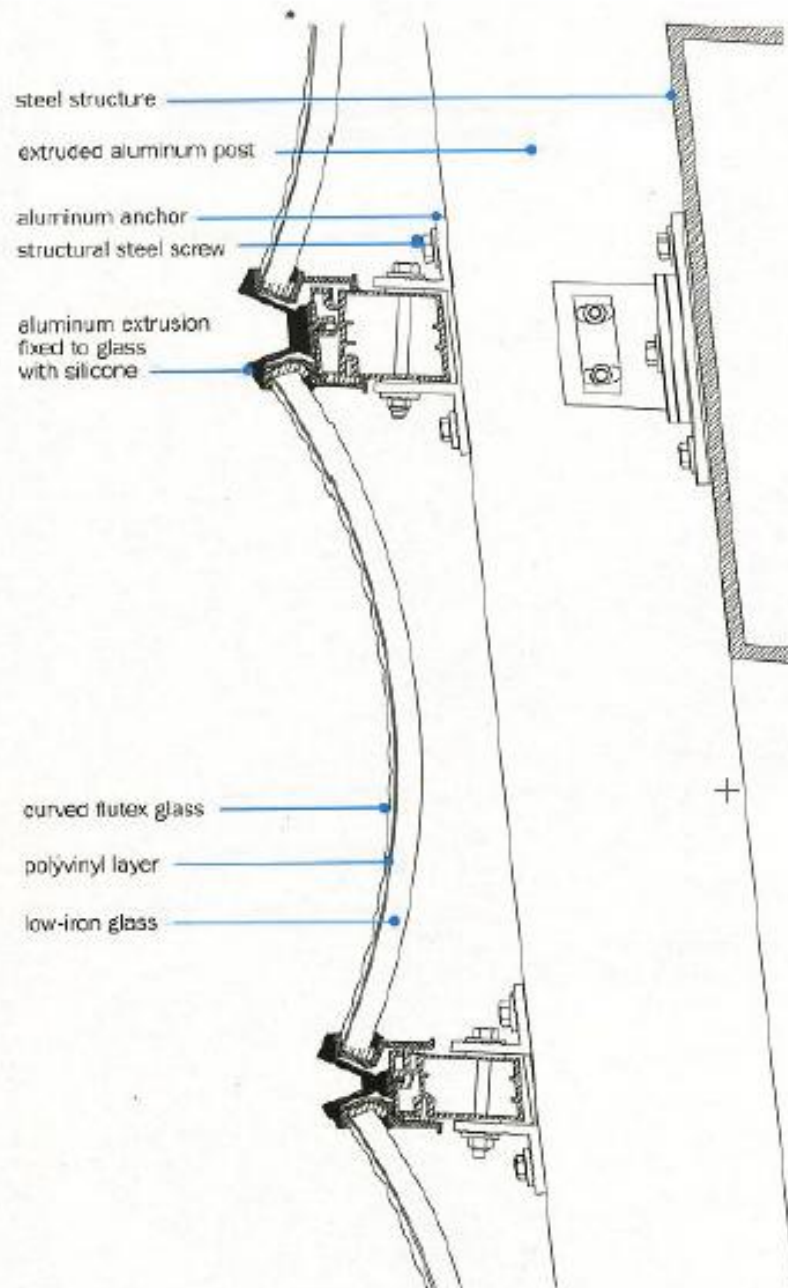 steel structure
extruded aluminum post
aluminum anchor
structural steel screw
aluminum extrusion
fixed to glass
with silicone
curved flutex glass
polyvinyl layer
low-iron glass